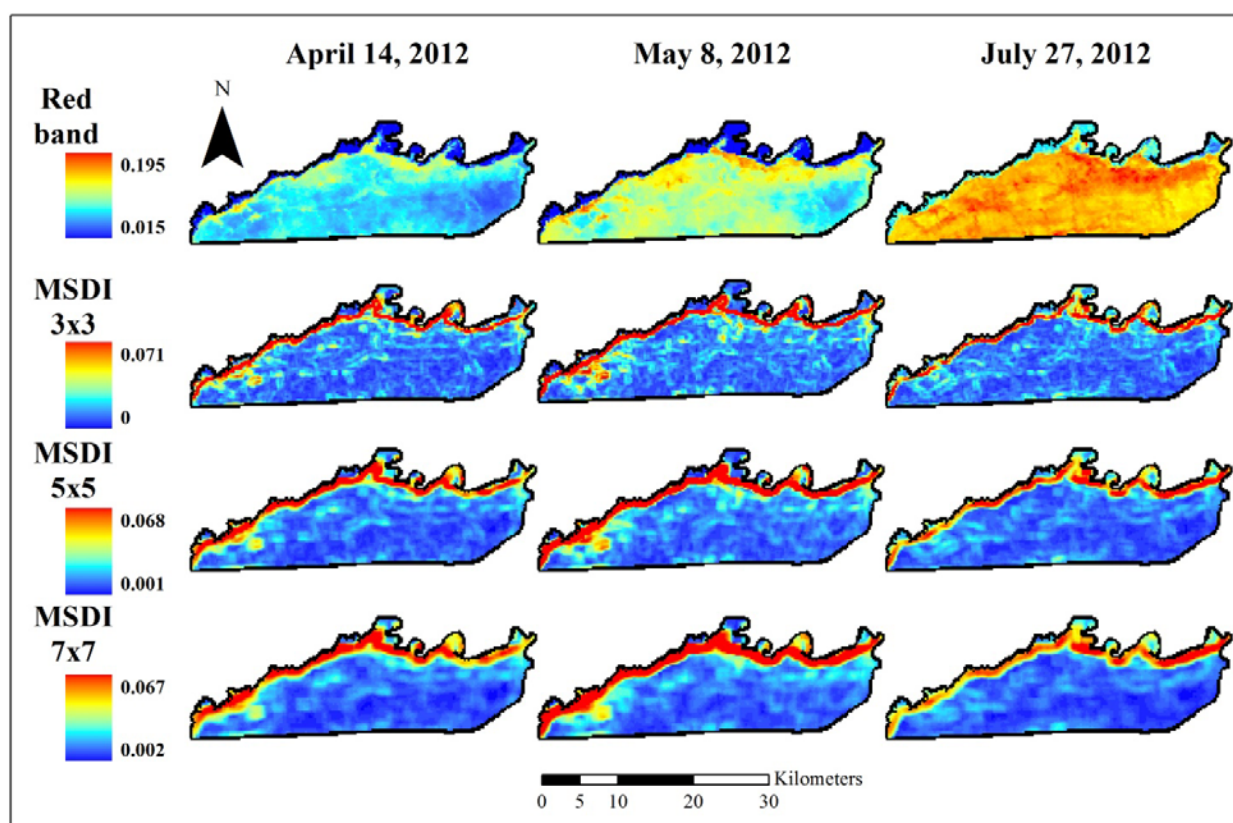 April 14, 2012
May 8, 2012
July 27, 2012
N
Red
band
0.195
0.015
MSDI
3x3
0.071
0
MSDI
5x5
0.068
0.001
MSDI
7x7
0.067
0.002
Kilometers
0 5 10 20 30